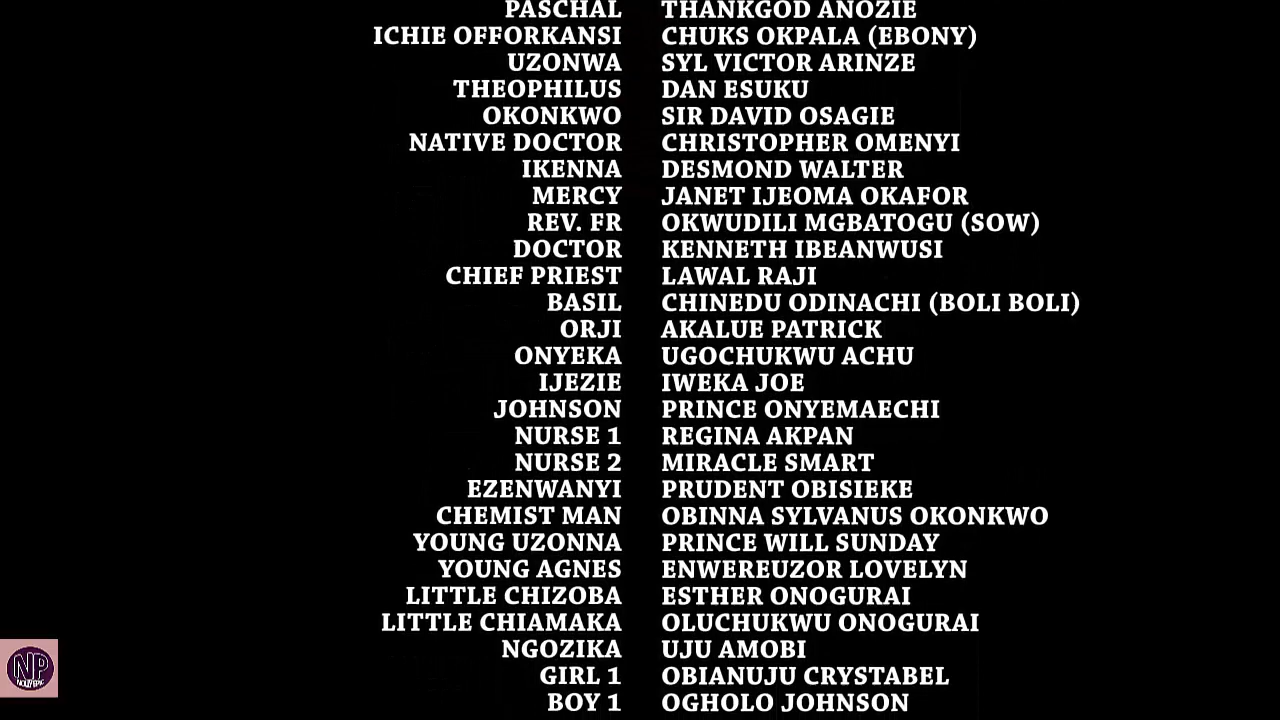 PASCHAL THANKGOD ANOZIE
ICHIE OFFORKANSI CHUKS OKPALA (EBONY)
UZONWA SYL VICTOR ARINZE
THEOPHILUS DAN ESUKU
OKONKWO SIR DAVID OSAGIE
NATIVE DOCTOR CHRISTOPHER OMENYI
IKENNA DESMOND WALTER
MERCY JANET IJEOMA OKAFOR
REV. FR OKWUDILI MGBATOGU (SOW)
DOCTOR KENNETH IBEANWUSI
CHIEF PRIEST LAWAL RAJI
BASIL CHINEDU ODINACHI (BOLI BOLI)
ORJI AKALUE PATRICK
ONYEKA UGOCHUKWU ACHU
IJEZIE IWEKA JOE
JOHNSON PRINCE ONYEMAECHI
NURSE 1 REGINA AKPAN
NURSE 2 MIRACLE SMART
EZENWANYI PRUDENT OBISIEKE
CHEMIST MAN OBINNA SYLVANUS OKONKWO
YOUNG UZONNA PRINCE WILL SUNDAY
YOUNG AGNES ENWEREUZOR LOVELYN
LITTLE CHIZOBA ESTHER ONOGURAI
LITTLE CHIAMAKA OLUCHUKWU ONOGURAI
NGOZIKA UJU AMOBI
GIRL 1 OBIANUJU CRYSTABEL
BOY 1 OGHOLO JOHNSON
NP